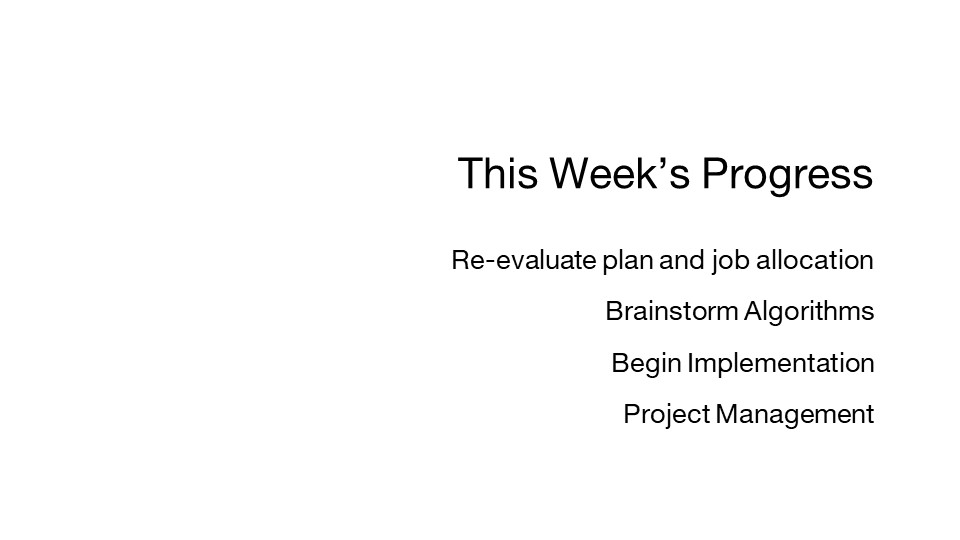 This Week’s Progress
Re-evaluate plan and job allocation
Brainstorm Algorithms
Begin Implementation
Project Management